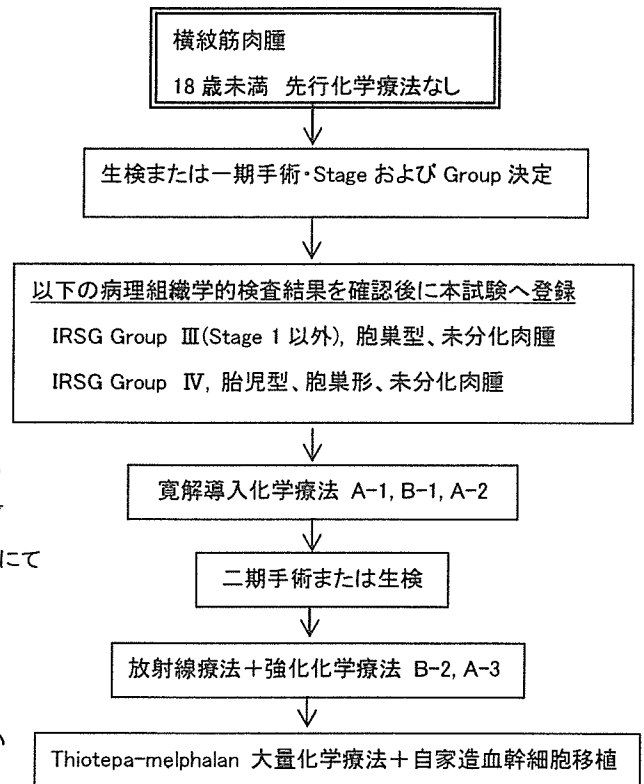 横紋筋肉腫
18 歳未満 先行化学療法なし
生検または一期手術・Stage および Group 決定
以下の病理組織学的検査結果を確認後に本試験へ登録
IRSG Group Ⅲ(Stage 1 以外), 胞巣型、未分化肉腫
IRSG Group Ⅳ, 胎児型、胞巣形、未分化肉腫
寛解導入化学療法 A-1, B-1, A-2
にて
二期手術または生検
放射線療法＋強化化学療法 B-2, A-3
Thiotepa-melphalan 大量化学療法＋自家造血幹細胞移植